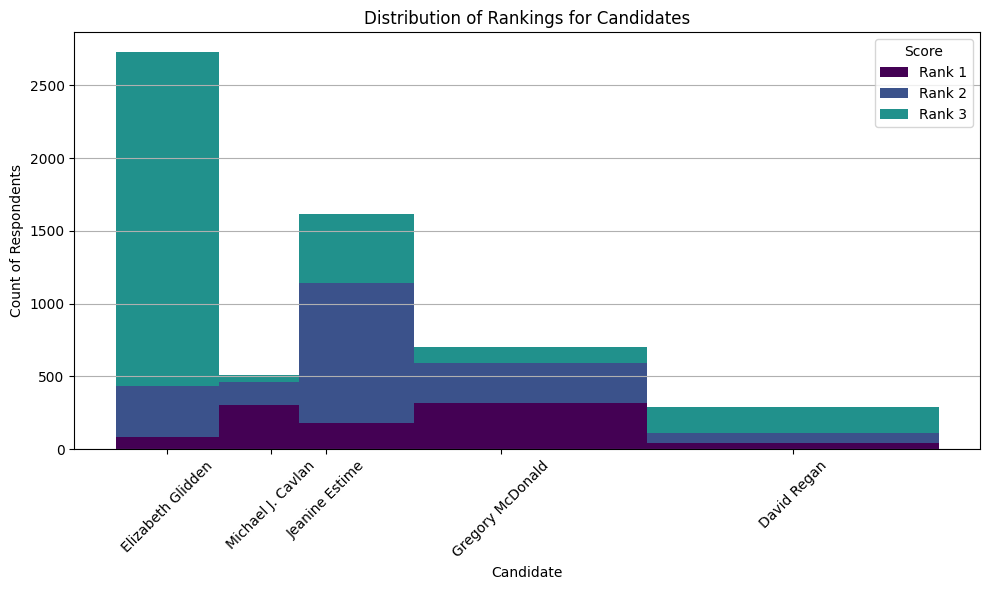 Distribution of Rankings for Candidates
Score
Rank 1
Rank 2
Rank 3
Count of Respondents
2500
2000
1500
1000
500
0
Elizabeth Glidden
Michael J. Cavlan
Jeanine Estime
Gregory McDonald
David Regan
Candidate